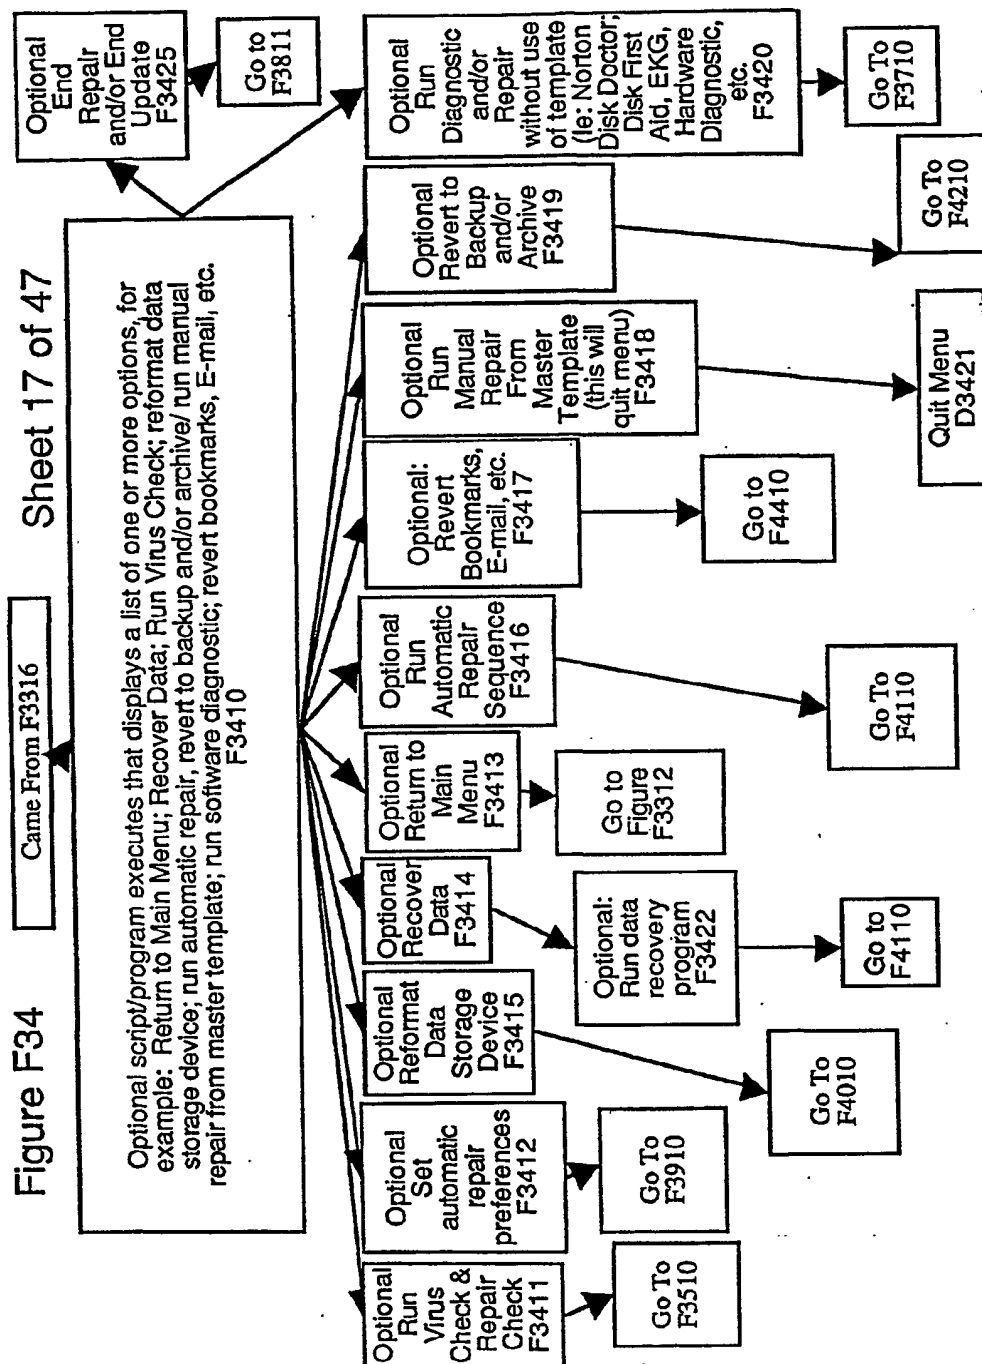 Figure F34
Sheet 17 of 47
Came From F3316
Optional script/program executes that displays a list of one or more options, for
example: Return to Main Menu; Recover Data; Run Virus Check; reformat data
storage device; run automatic repair, revert to backup and/or archive/ run manual
repair from master template; run software diagnostic; revert bookmarks, E-mail, etc.
F3410
Optional
End
Repair
and/or End
Update
F3425
Go to
F3811
Optional
Run
Virus
Check &
Repair
Check
F3411
Go To
F3510
Optional
Set
automatic
repair
preferences
F3412
Go To
F3910
Optional
Reformat
Data
Storage
Device
F3415
Go To
F4010
Optional
Recover
Data
F3414
Optional:
Run data
recovery
program
F3422
Go to
F4110
Optional
Return to
Main
Menu
F3413
Go to
Figure
F3312
Optional
Run
Automatic
Repair
Sequence
F3416
Go To
F4110
Optional:
Revert
Bookmarks,
E-mail, etc.
F3417
Go to
F4410
Optional
Run
Manual
Repair
From
Master
Template
(this will
quit menu)
F3418
Quit Menu
D3421
Optional
Revert to
Backup
and/or
Archive
F3419
Go To
F4210
Optional
Run
Diagnostic
and/or
Repair
without use
of template
(Ie: Norton
Disk Doctor;
Disk First
Aid, EKG,
Hardware
Diagnostic,
etc.
F3420
Go To
F3710